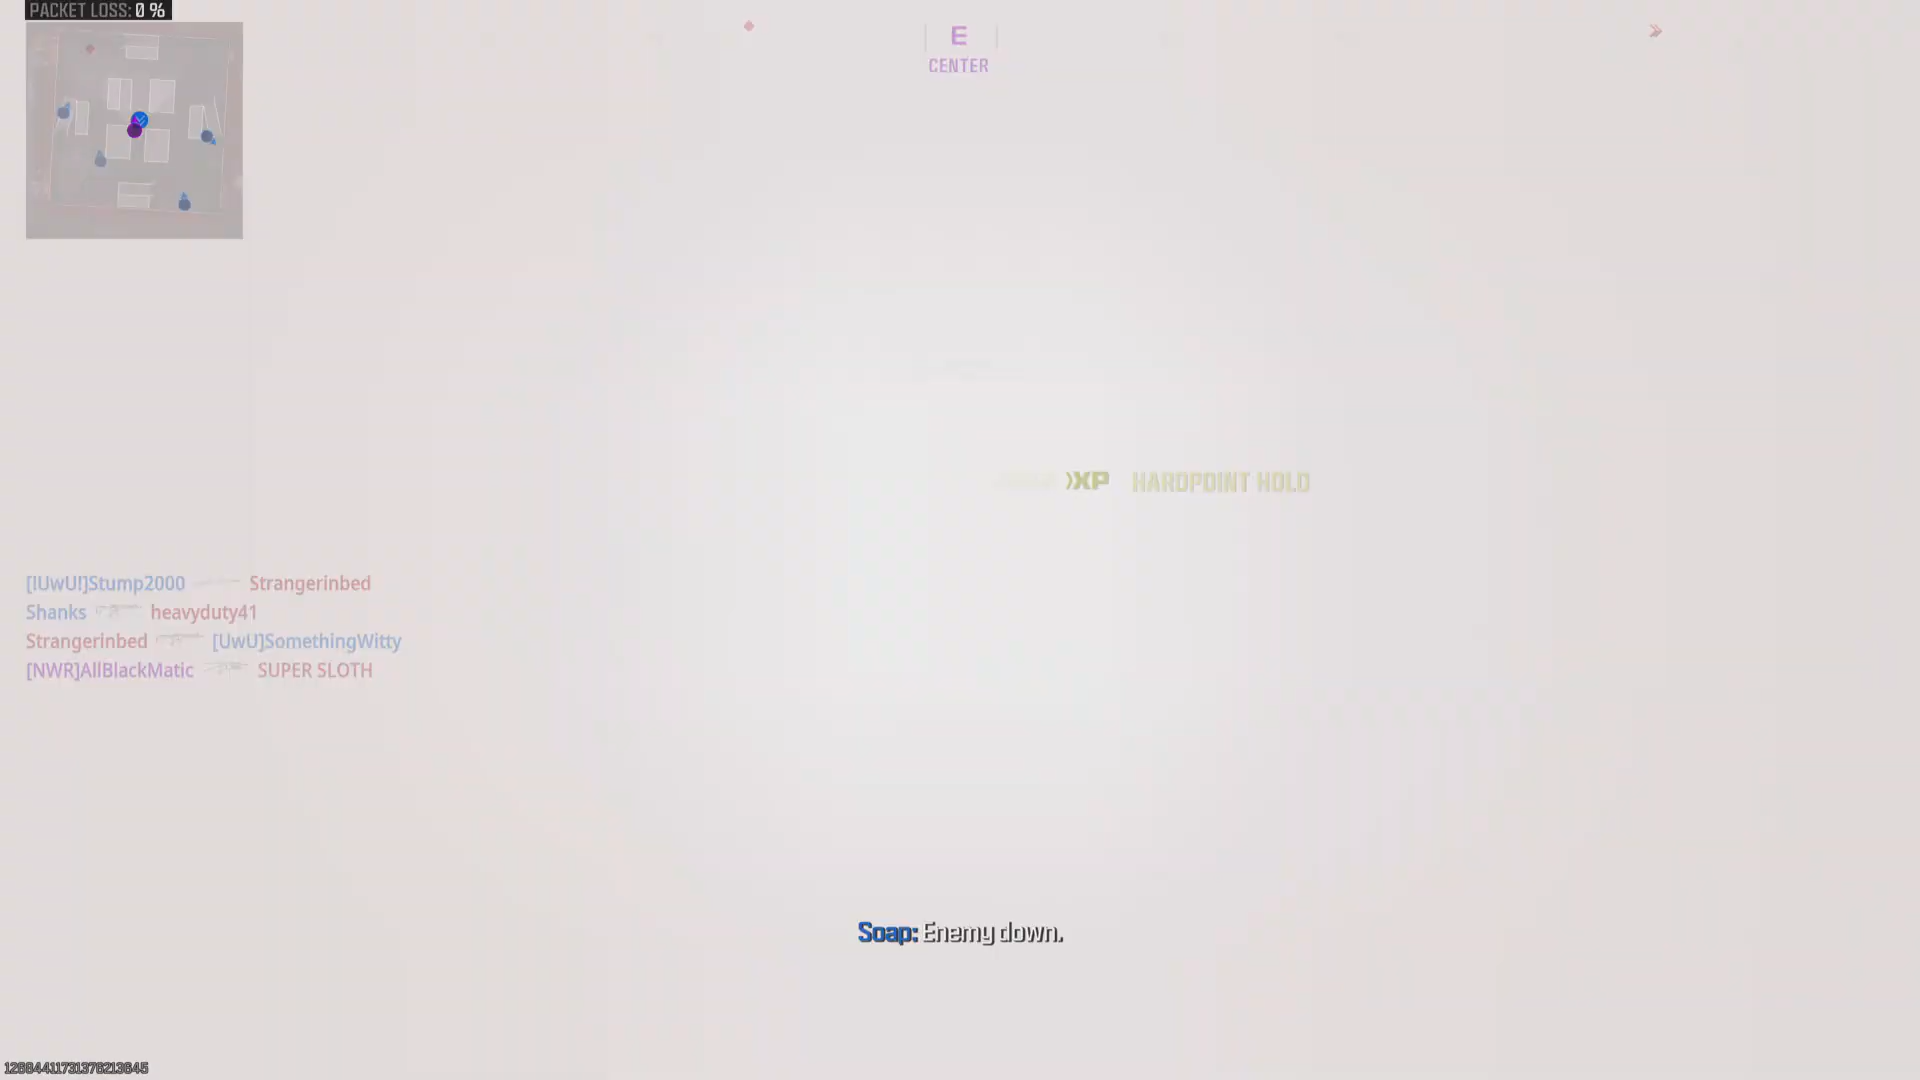 PACKET LOSS: 0 %
E
CENTER
XP HARDPOINT HOLD
[IUwUI]Stump2000 Strangerinbed
Shanks heavyduty41
Strangerinbed [UwU]SomethingWitty
[NWR]AllBlackMatic SUPER SLOTH
Soap: Enemy down.